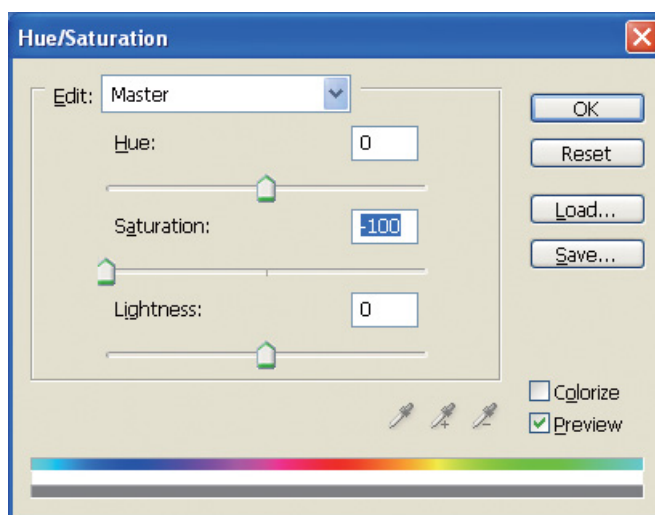 Hue/Saturation
Edit: Master
OK
Hue: 0
Reset
Load...
Saturation: -100
Save...
Lightness: 0
Colorize
Preview